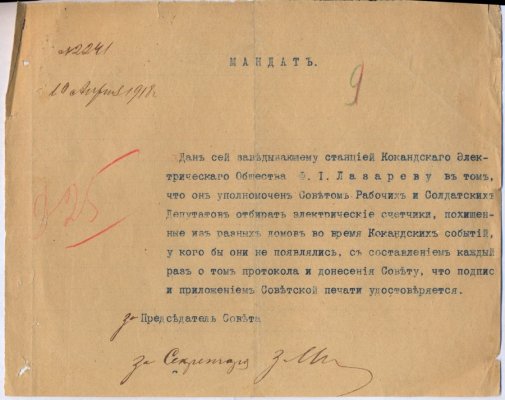 №2241
10 Апреля 1918 г.
МАНДАТЪ.
9
325
Данъ сей завѣдывающему станціей Кокандскаго Элек-
трическаго Общества Ф. I. Лазареву въ томъ,
что онъ уполномоченъ Совѣтомъ Рабочихъ и Солдатскихъ
Депутатовъ отбирать электрическіе счетчики, похищен-
ные изъ разныхъ домовъ во время Кокандскихъ событій,
у кого бы они не появлялись, съ составленіемъ каждый
разъ о томъ протокола и донесенія Совѣту, что подпис
и приложеніемъ Совѣтской печати удостовѣряется.
за Предсѣдатель Совѣта
за Секретаря